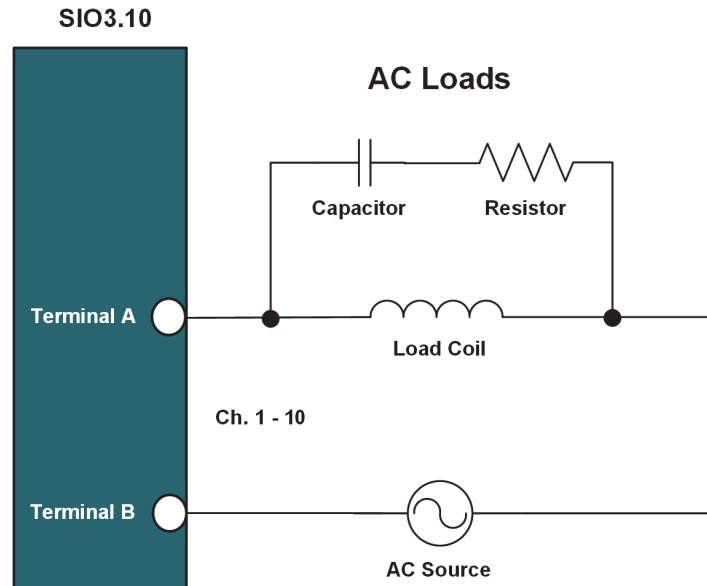 SIO3.10
AC Loads
Capacitor
Resistor
Terminal A
Load Coil
Ch. 1 - 10
Terminal B
AC Source